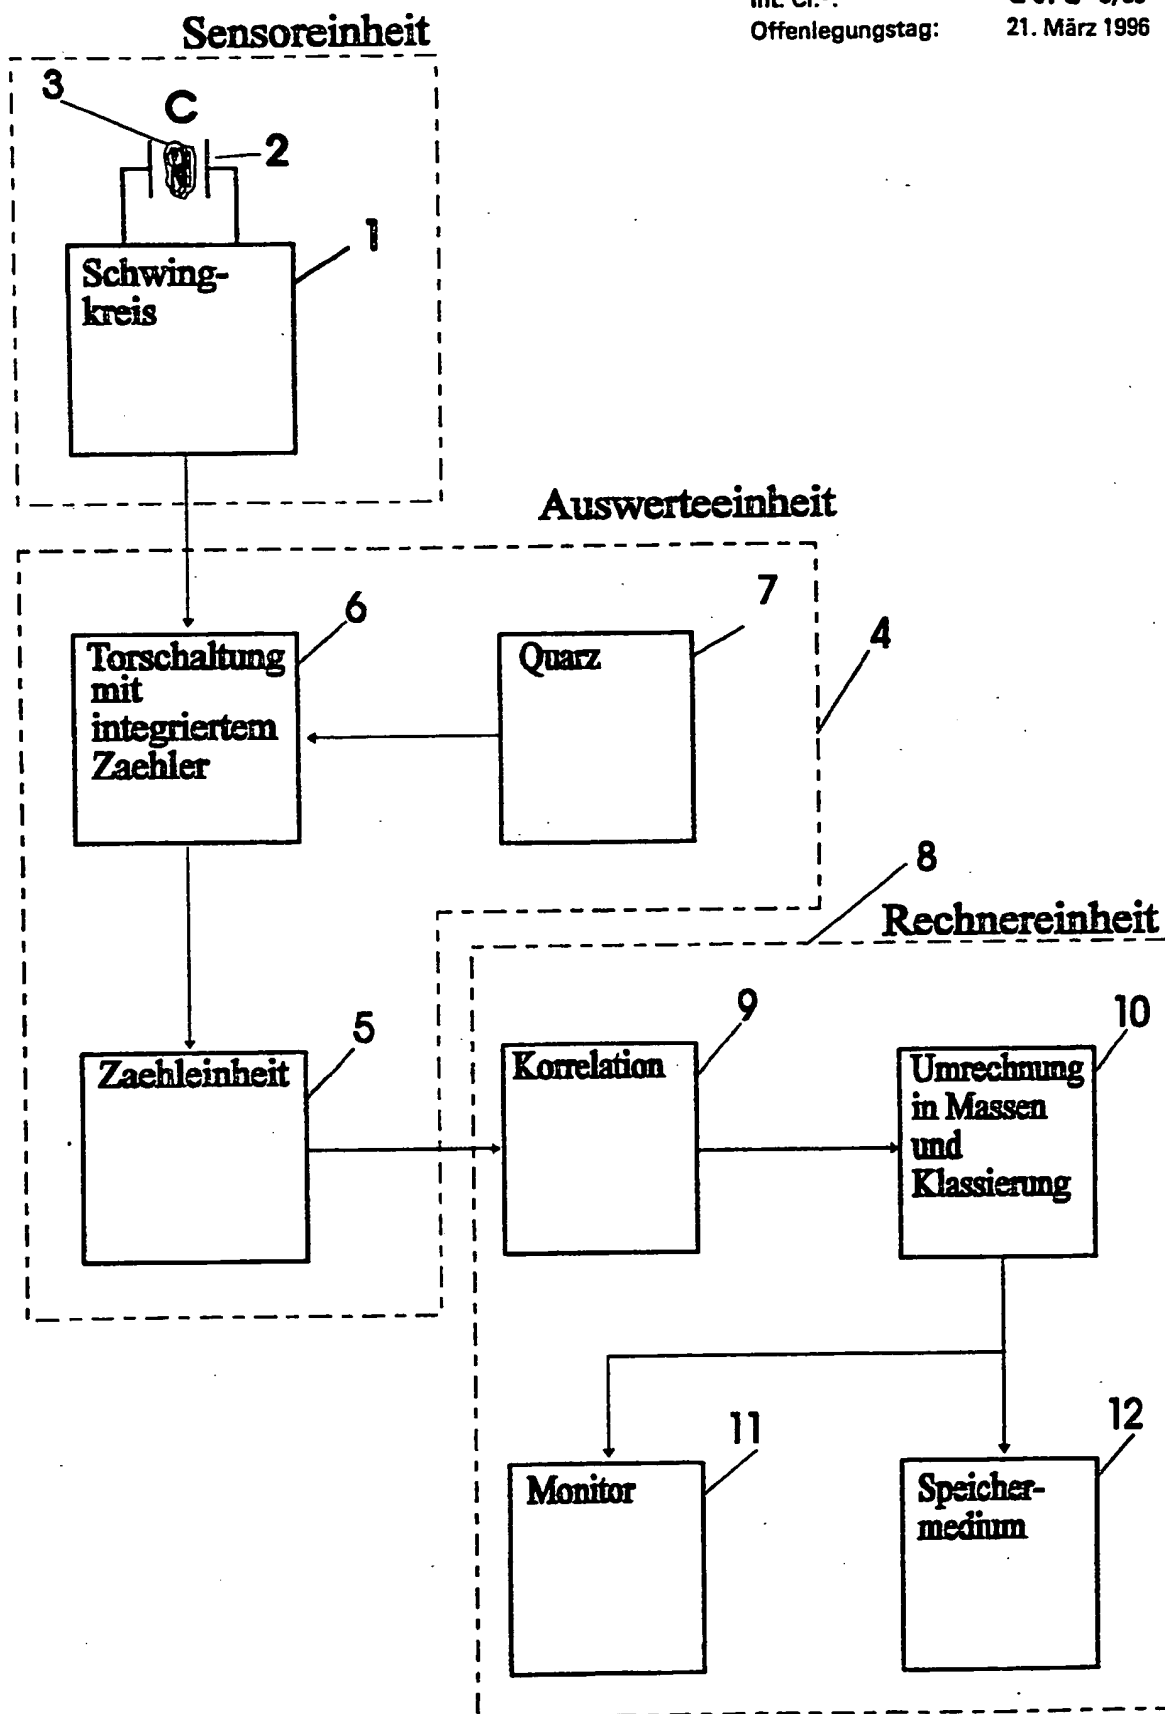 Offenlegungstag: 21. März 1996
Sensoreinheit
3
C
2
1
Schwing-
kreis
Auswerteeinheit
6
7
4
Torschaltung
mit
integriertem
Zaehler
Quarz
8
Rechnereinheit
5
9
10
Zaehleinheit
Korrelation
Umrechnung
in Massen
und
Klassierung
11
12
Monitor
Speicher-
medium